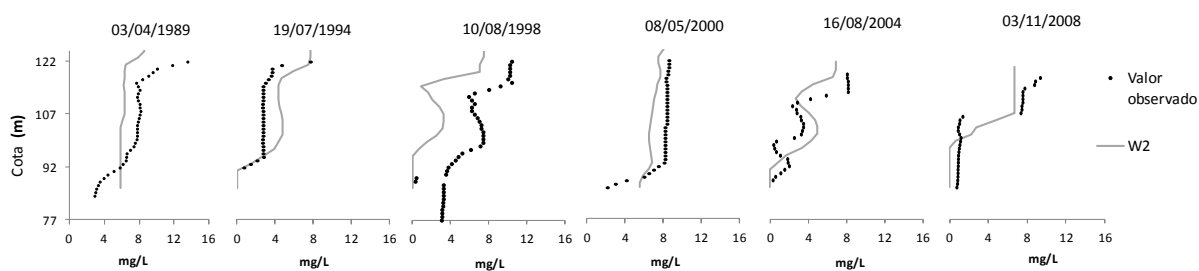 03/04/1989 19/07/1994 10/08/1998 08/05/2000 16/08/2004 03/11/2008
Cota (m)
122
107
92
77
0 4 8 12 16 0 4 8 12 16 0 4 8 12 16 0 4 8 12 16 0 4 8 12 16 0 4 8 12 16
mg/L mg/L mg/L mg/L mg/L mg/L
Valor
observado
W2